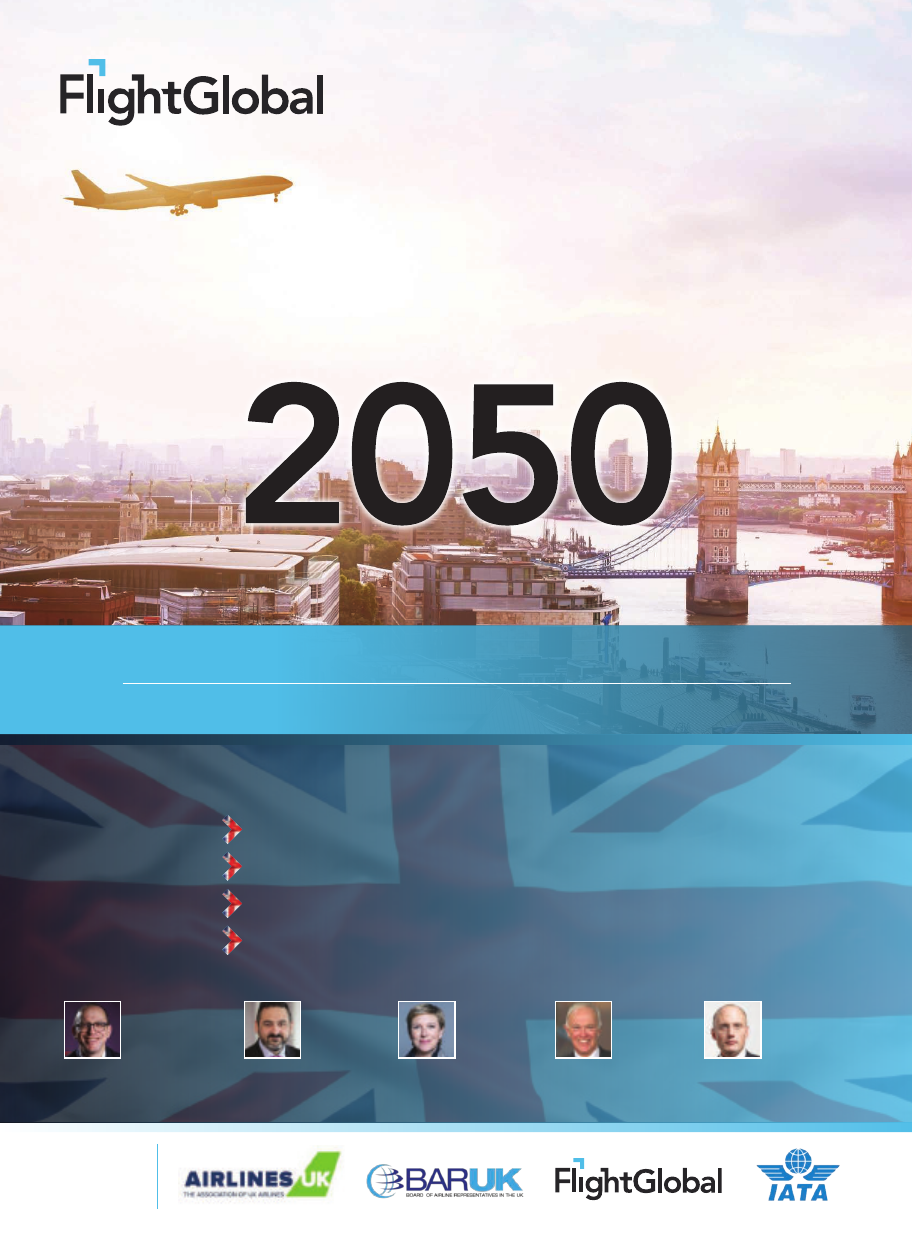 FlightGlobal
2050
AIRLINES UK
THE ASSOCIATION OF UK AIRLINES
BARUK
BOARD OF AIRLINE REPRESENTATIVES IN THE UK
FlightGlobal
IATA